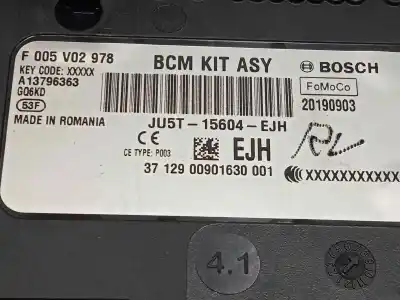 F 005 V02 978
BCM KIT ASY
BOSCH
KEY CODE: XXXXX
A13796363
G06KD
53F
FoMoCo
20190903
MADE IN ROMANIA
JU5T-15604-EJH
CE
CE TYPE: P003
EJH
37 129 00901630 001
XXXXXXXXXXXX
4.1